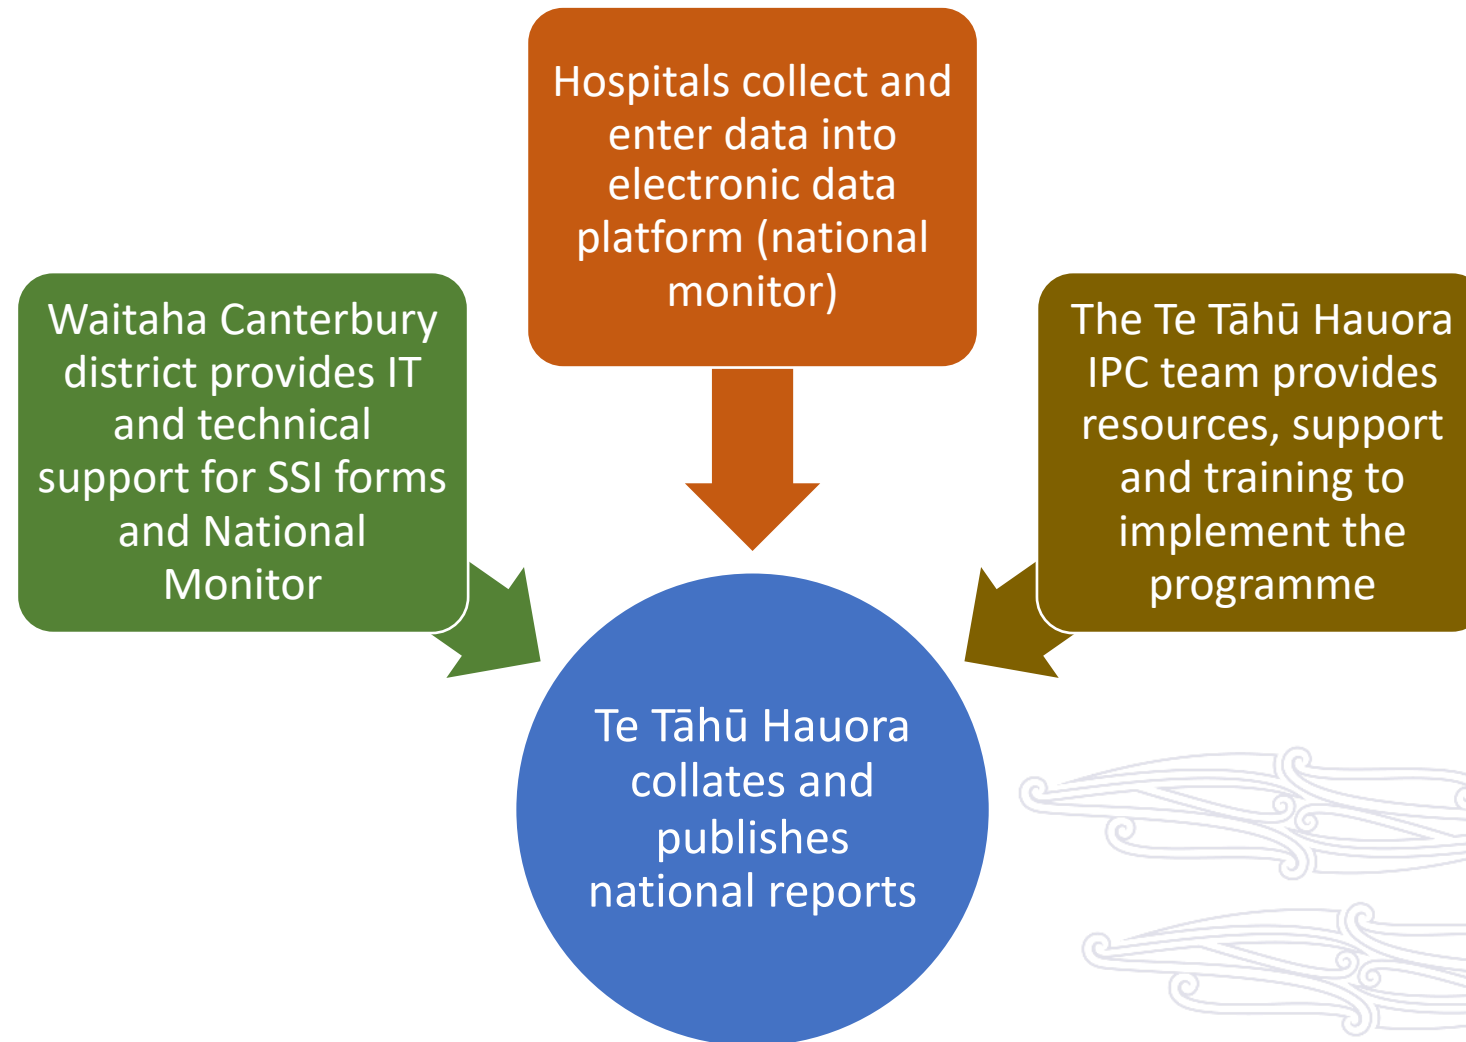 Hospitals collect and
enter data into
electronic data
platform (national
monitor)
Waitaha Canterbury
district provides IT
and technical
support for SSI forms
and National
Monitor
The Te Tāhū Hauora
IPC team provides
resources, support
and training to
implement the
programme
Te Tāhū Hauora
collates and
publishes
national reports